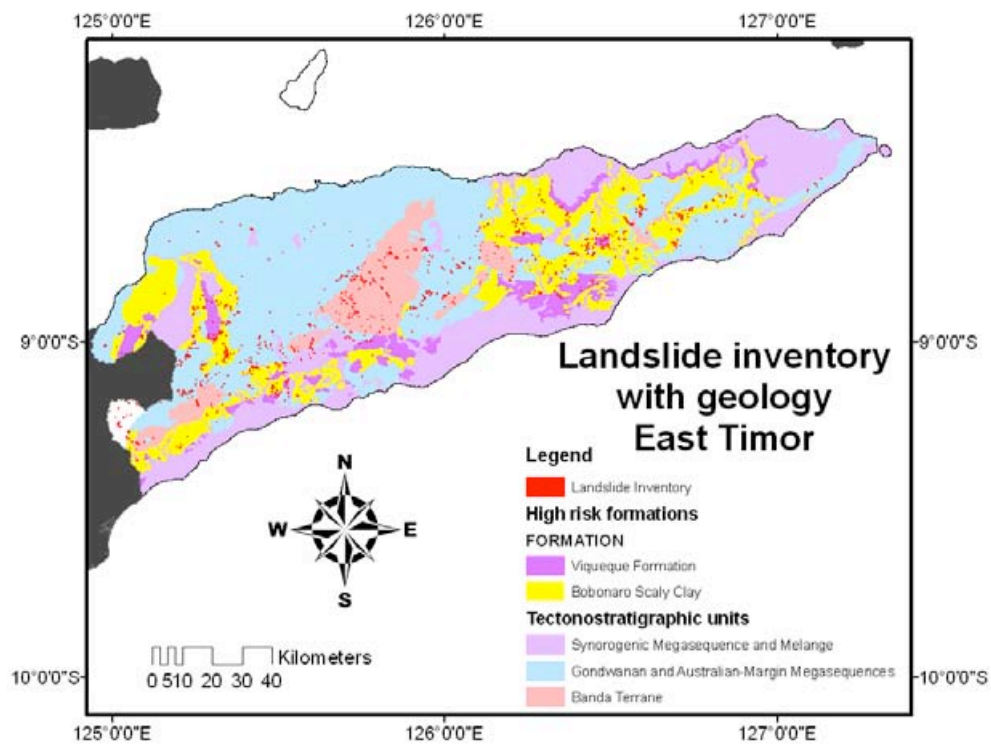 125°0'0"E 126°0'0"E 127°0'0"E
9°0'0"S 9°0'0"S
Landslide inventory
with geology
East Timor
Legend
Landslide Inventory
High risk formations
FORMATION
Viqueque Formation
Bobonaro Scaly Clay
Tectonostratigraphic units
Synorogenic Megasequence and Melange
Gondwanan and Australian-Margin Megasequences
Banda Terrane
N
W E
S
Kilometers
0 510 20 30 40
10°0'0"S 10°0'0"S
125°0'0"E 126°0'0"E 127°0'0"E